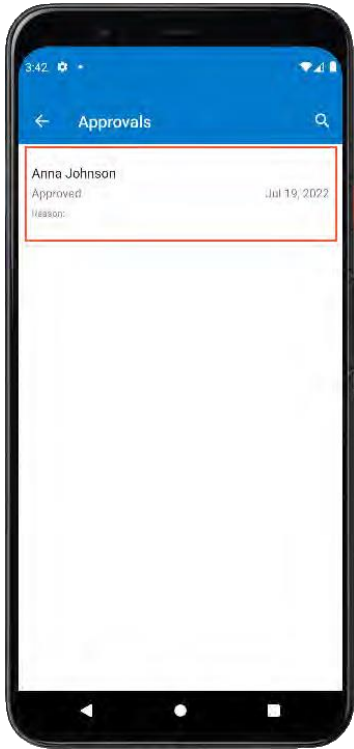 3:42
Approvals
Anna Johnson
Approved Jul 19, 2022
Reason: